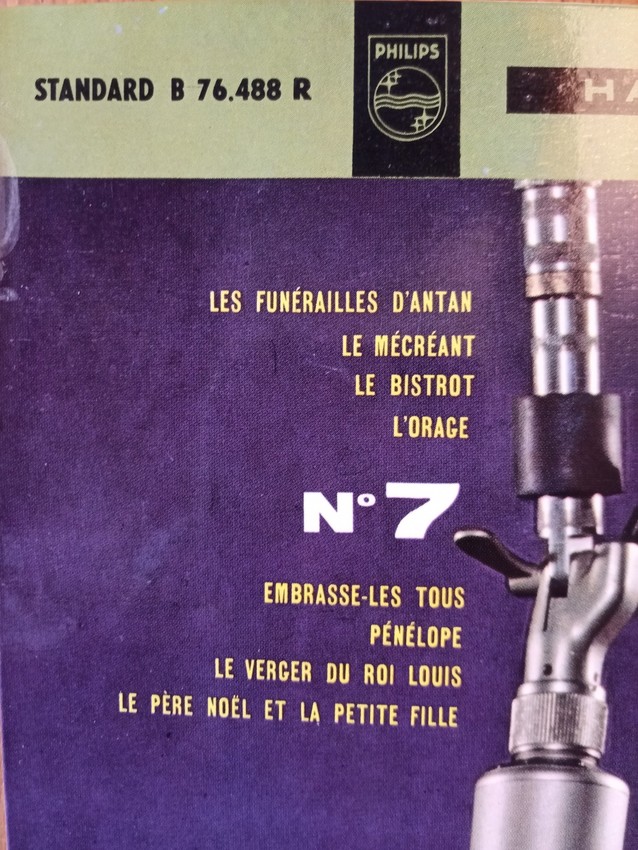 STANDARD B 76.488 R
PHILIPS
LES FUNÉRAILLES D'ANTAN
LE MÉCRÉANT
LE BISTROT
L'ORAGE
N° 7
EMBRASSE-LES TOUS
PÉNÉLOPE
LE VERGER DU ROI LOUIS
LE PÈRE NOËL ET LA PETITE FILLE